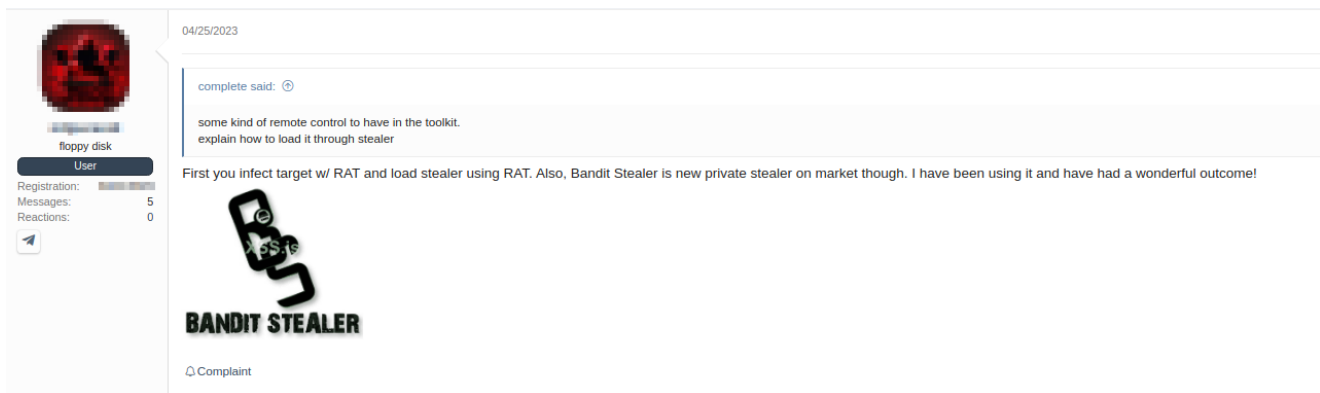 04/25/2023
complete said:
some kind of remote control to have in the toolkit.
explain how to load it through stealer
floppy disk
User
Registration:
Messages: 5
Reactions: 0
First you infect target w/ RAT and load stealer using RAT. Also, Bandit Stealer is new private stealer on market though. I have been using it and have had a wonderful outcome!
XSS.is
BANDIT STEALER
Complaint